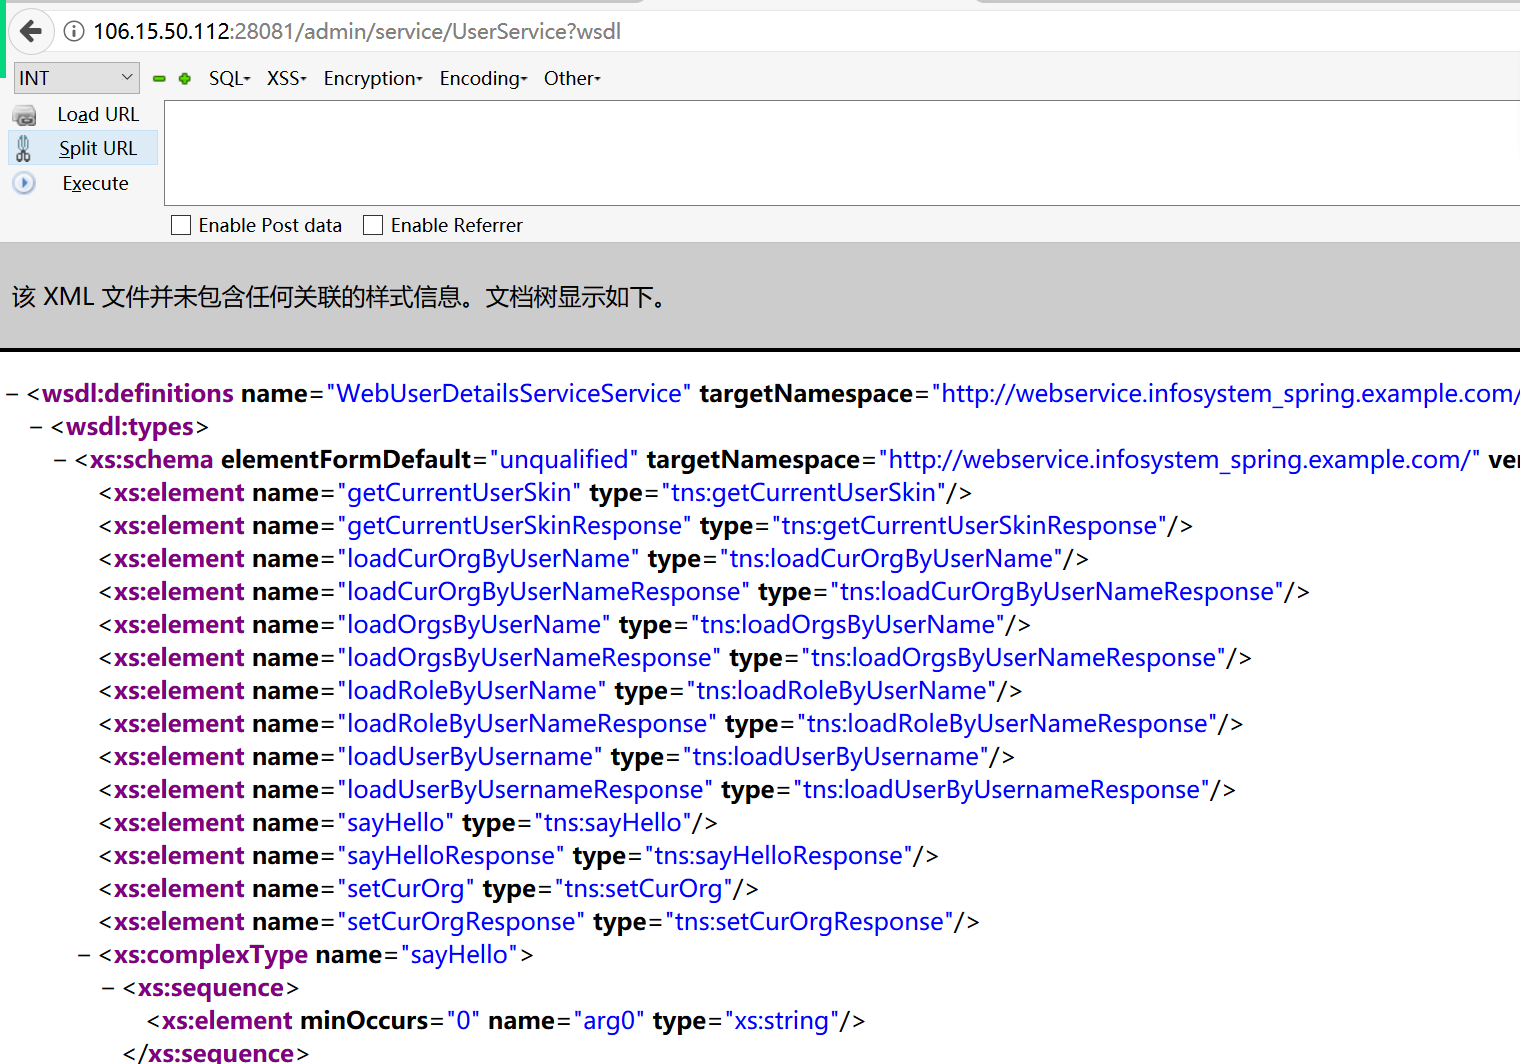 106.15.50.112:28081/admin/service/UserService?wsdl
INT SQL XSS Encryption Encoding Other
Load URL
Split URL
Execute
Enable Post data Enable Referrer
该 XML 文件并未包含任何关联的样式信息。文档树显示如下。
– <wsdl:definitions name="WebUserDetailsServiceService" targetNamespace="http://webservice.infosystem_spring.example.com/
– <wsdl:types>
– <xs:schema elementFormDefault="unqualified" targetNamespace="http://webservice.infosystem_spring.example.com/" ver
<xs:element name="getCurrentUserSkin" type="tns:getCurrentUserSkin"/>
<xs:element name="getCurrentUserSkinResponse" type="tns:getCurrentUserSkinResponse"/>
<xs:element name="loadCurOrgByUserName" type="tns:loadCurOrgByUserName"/>
<xs:element name="loadCurOrgByUserNameResponse" type="tns:loadCurOrgByUserNameResponse"/>
<xs:element name="loadOrgsByUserName" type="tns:loadOrgsByUserName"/>
<xs:element name="loadOrgsByUserNameResponse" type="tns:loadOrgsByUserNameResponse"/>
<xs:element name="loadRoleByUserName" type="tns:loadRoleByUserName"/>
<xs:element name="loadRoleByUserNameResponse" type="tns:loadRoleByUserNameResponse"/>
<xs:element name="loadUserByUsername" type="tns:loadUserByUsername"/>
<xs:element name="loadUserByUsernameResponse" type="tns:loadUserByUsernameResponse"/>
<xs:element name="sayHello" type="tns:sayHello"/>
<xs:element name="sayHelloResponse" type="tns:sayHelloResponse"/>
<xs:element name="setCurOrg" type="tns:setCurOrg"/>
<xs:element name="setCurOrgResponse" type="tns:setCurOrgResponse"/>
– <xs:complexType name="sayHello">
– <xs:sequence>
<xs:element minOccurs="0" name="arg0" type="xs:string"/>
</xs:sequence>